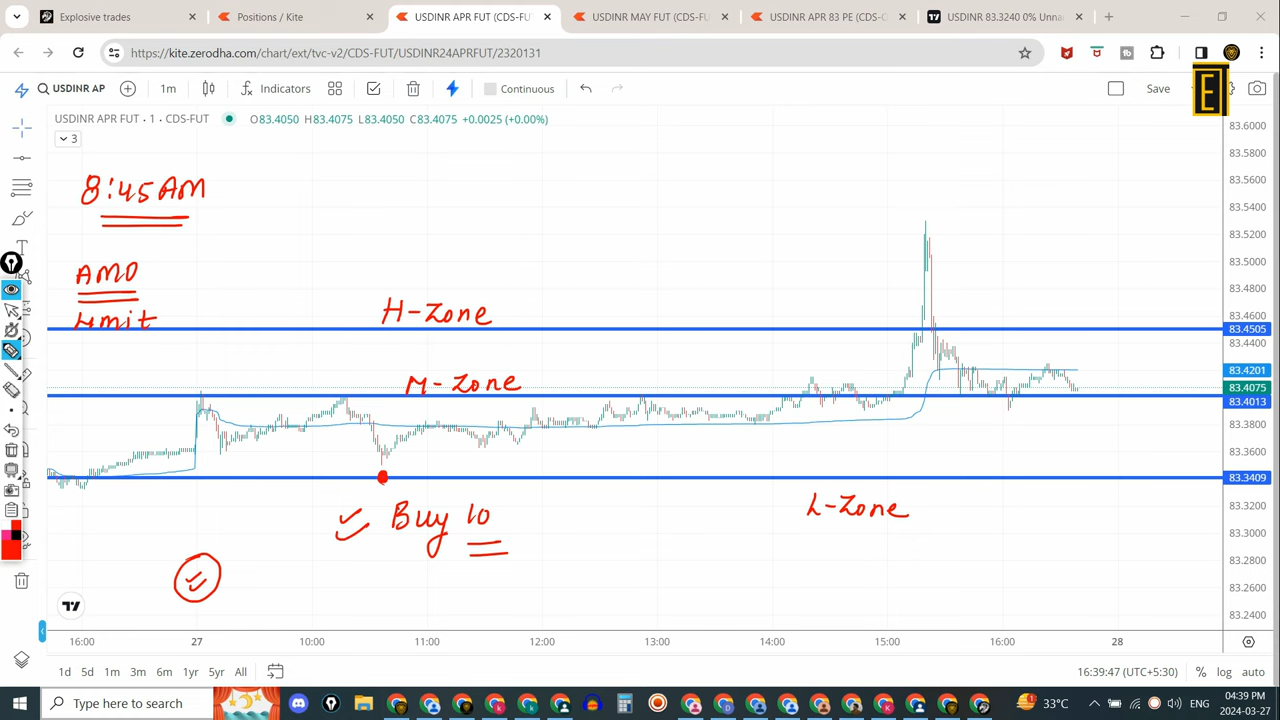 Explosive trades
Positions / Kite
USDINR APR FUT (CDS-FUT
USDINR MAY FUT (CDS-FU
USDINR APR 83 PE (CDS-O
USDINR 83.3240 0% Unna
https://kite.zerodha.com/chart/ext/tvc-v2/CDS-FUT/USDINR24APRFUT/2320131
USDINR AP
1m
Indicators
Continuous
Save
E
USDINR APR FUT · 1 · CDS-FUT
O83.4050 H83.4075 L83.4050 C83.4075 +0.0025 (+0.00%)
3
83.6000
83.5800
83.5600
83.5400
83.5200
83.5000
83.4800
83.4600
83.4505
83.4400
83.4201
83.4075
83.4013
83.3800
83.3600
83.3409
83.3200
83.3000
83.2800
83.2600
83.2400
8:45AM
AMO
Limit
H-Zone
M-Zone
L-Zone
Buy 10
16:00
27
10:00
11:00
12:00
13:00
14:00
15:00
16:00
28
1d 5d 1m 3m 6m 1yr 5yr All
16:39:47 (UTC+5:30)
% log auto
Type here to search
33°C
ENG
04:39 PM
2024-03-27